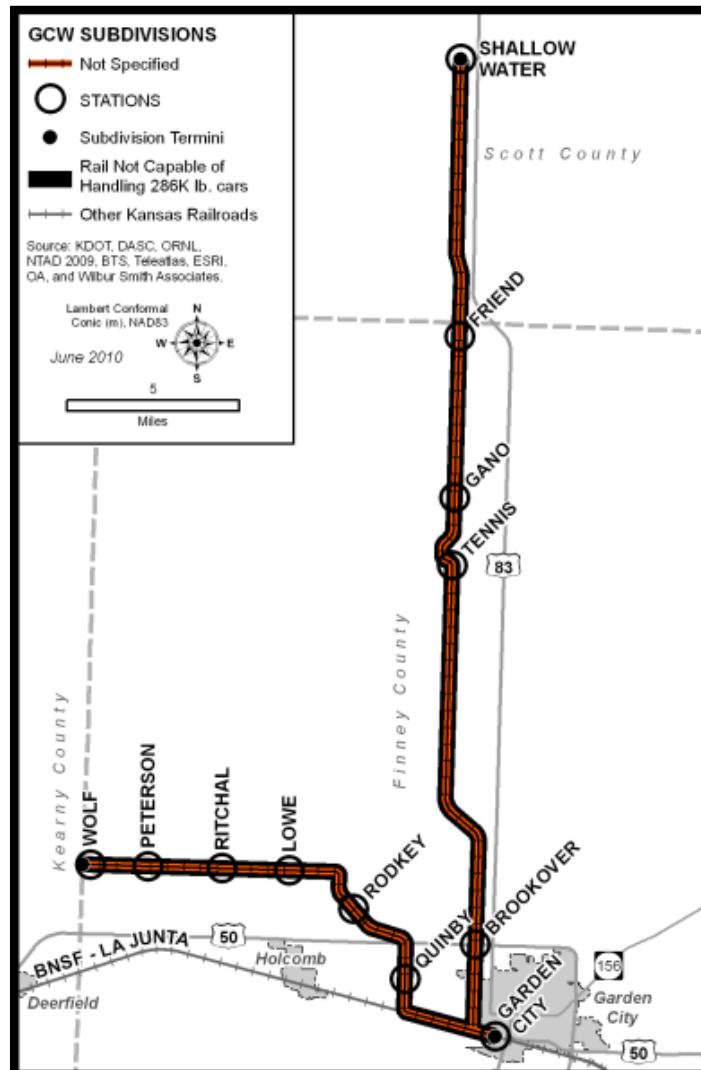 GCW SUBDIVISIONS
Not Specified
STATIONS
Subdivision Termini
Rail Not Capable of
Handling 286K lb. cars
Other Kansas Railroads
Source: KDOT, DASC, ORNL,
NTAD 2009, BTS, Teleatlas, ESRI,
OA, and Wilbur Smith Associates.
Lambert Conformal
Conic (m), NAD83
June 2010
N
W
E
S
5
Miles
SHALLOW
WATER
Scott County
FRIEND
GANO
TENNIS
83
Finney County
Kearny County
WOLF
PETERSON
RITCHAL
LOWE
RODKEY
QUINBY
BROOKOVER
50
BNSF - LA JUNTA
Holcomb
Deerfield
156
GARDEN
CITY
Garden
City
50